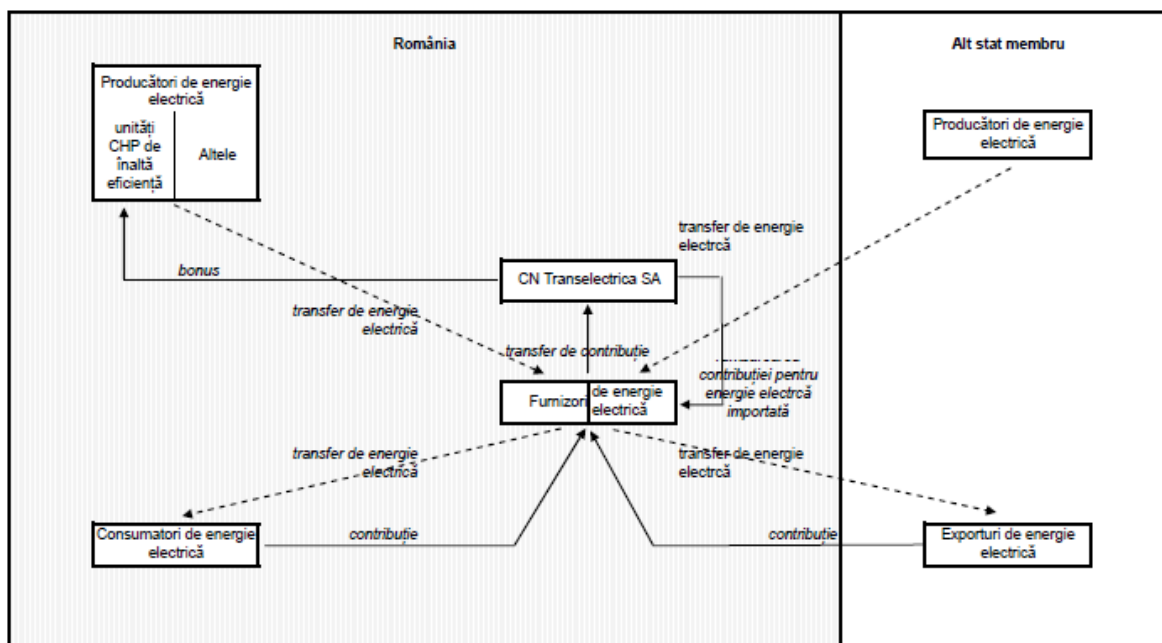 România
Alt stat membru
Producători de energie
electrică
unități
CHP de
înaltă
eficiență
Altele
Producători de energie
electrică
transfer de energie
electrcă
bonus
CN Transelectrica SA
transfer de energie
electrică
transfer de contribuție
contribuției pentru
energie electrcă
importată
Furnizori de energie
electrică
transfer de energie
electrică
transfer de energie
electrcă
Consumatori de energie
electrică
contribuție
contribuție
Exporturi de energie
electrică